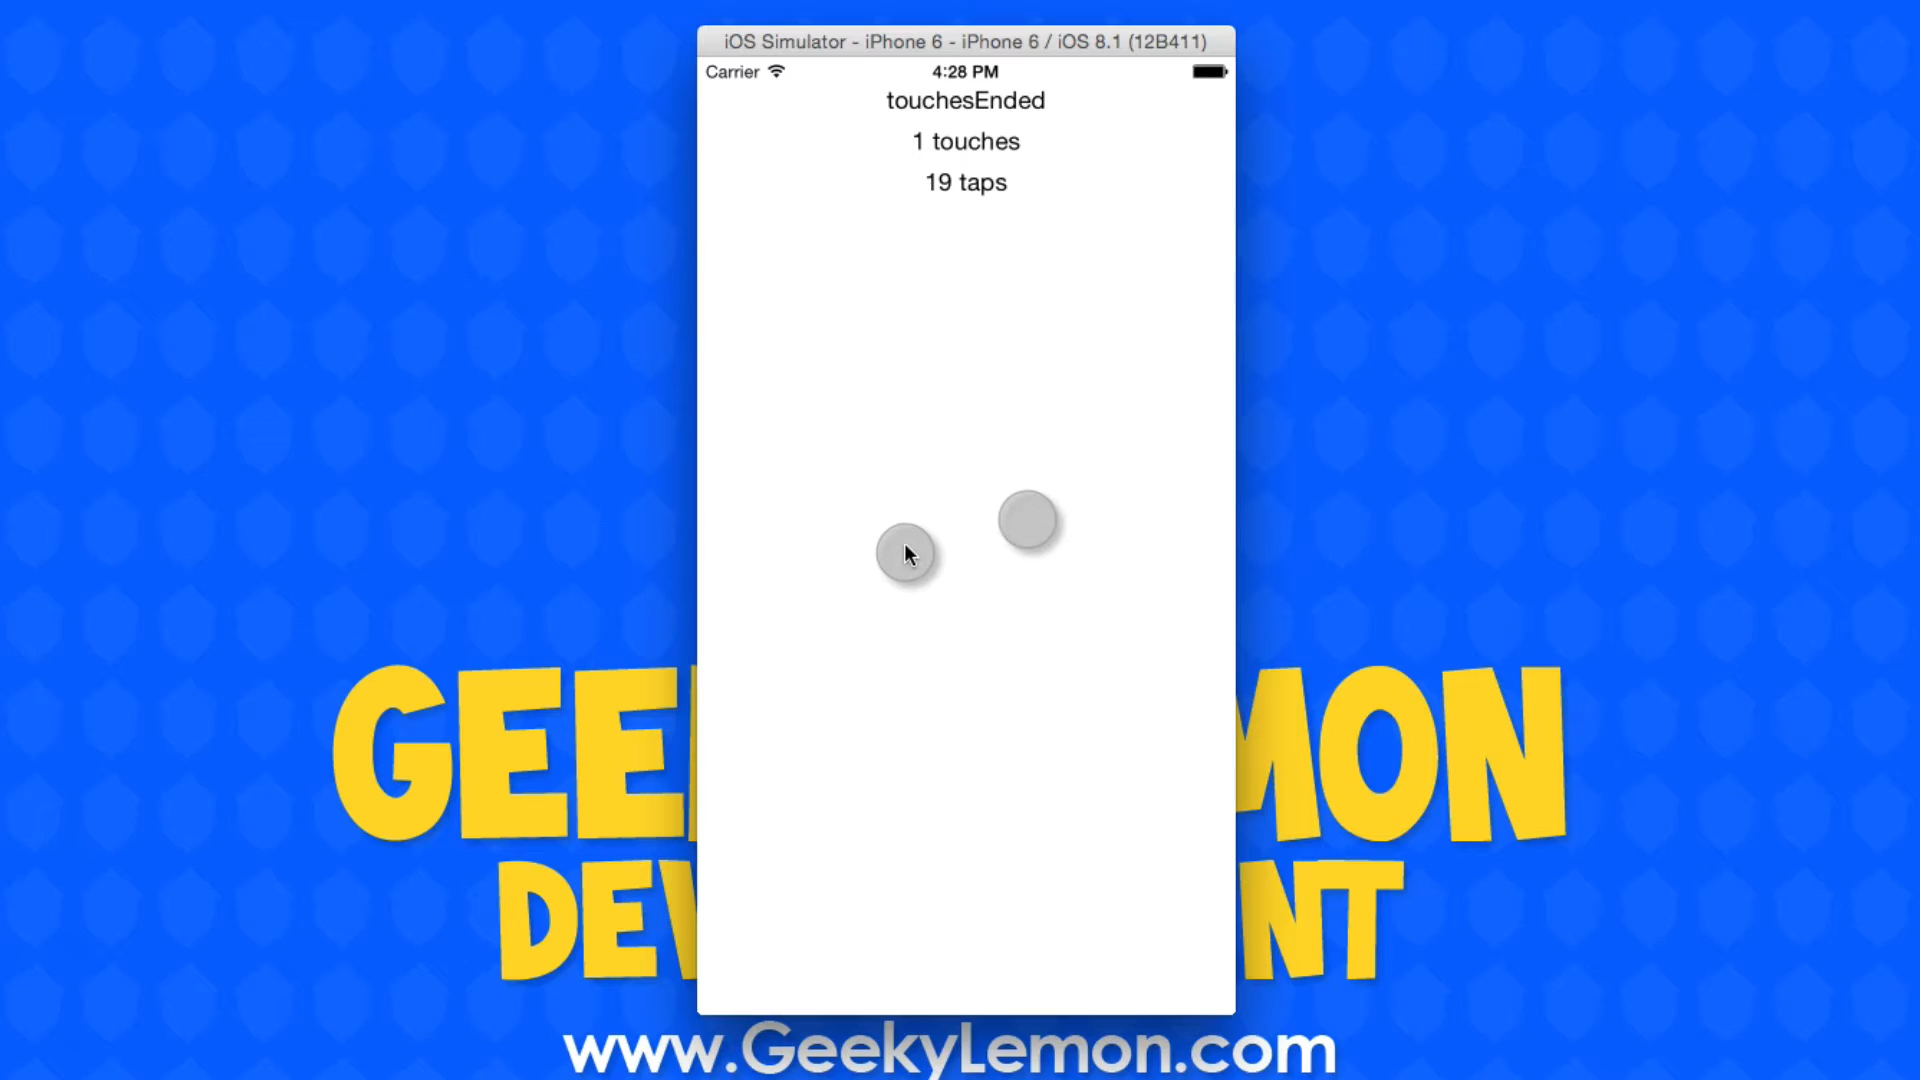 iOS Simulator - iPhone 6 - iPhone 6 / iOS 8.1 (12B411)
Carrier 4:28 PM
touchesEnded
1 touches
19 taps
GEE MON
DEV NT
www.GeekyLemon.com